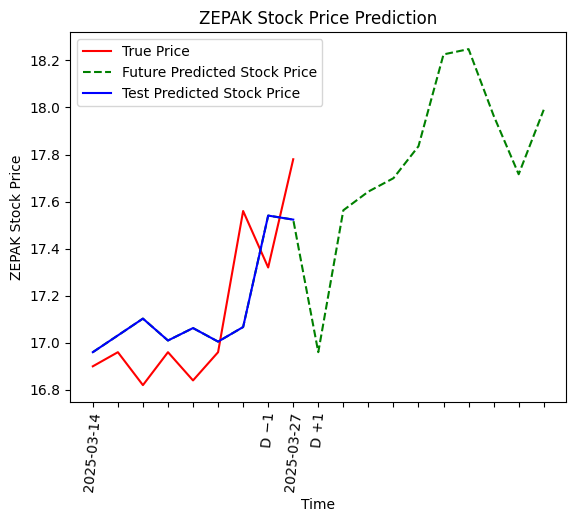 ZEPAK Stock Price Prediction
True Price
Future Predicted Stock Price
Test Predicted Stock Price
ZEPAK Stock Price
18.2
18.0
17.8
17.6
17.4
17.2
17.0
16.8
2025-03-14
D −1
2025-03-27
D +1
Time